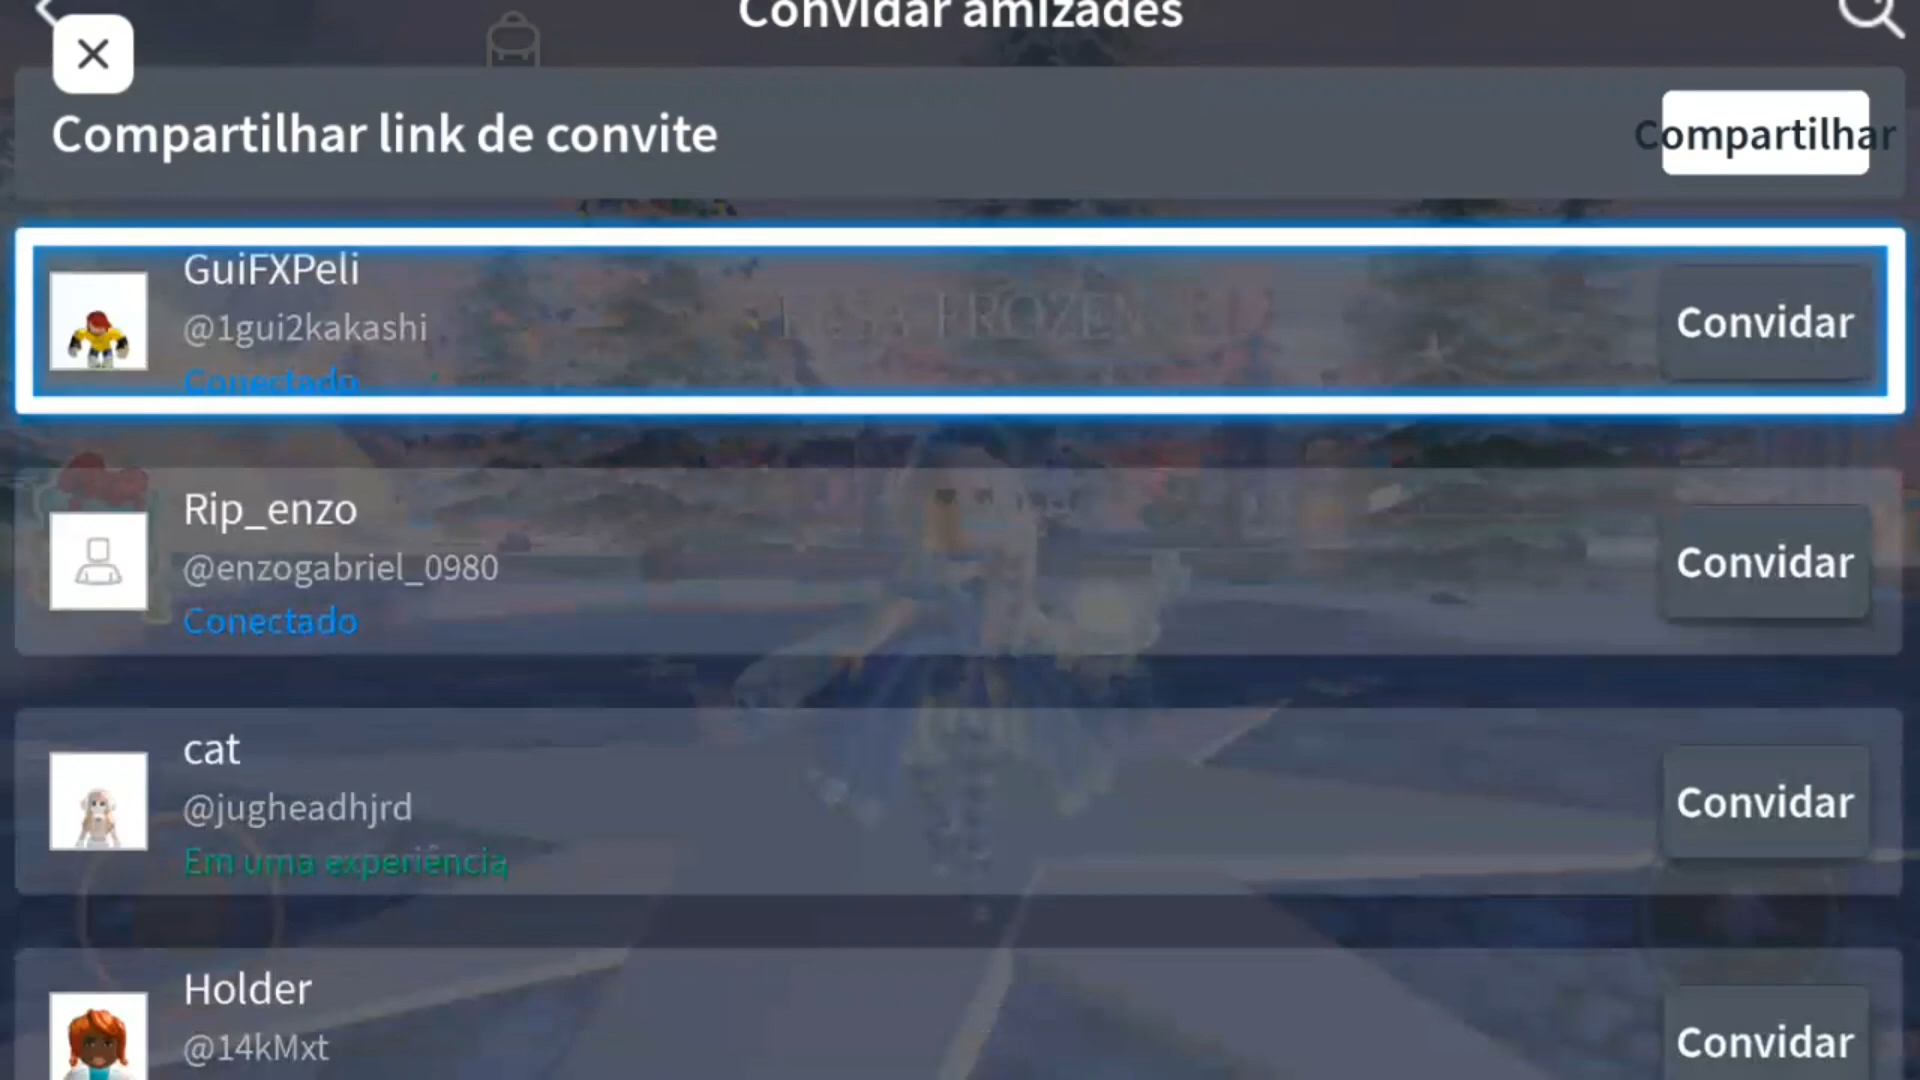 Convidar amizades
Compartilhar link de convite
Compartilhar
GuiFXPeli
@1gui2kakashi
Conectado
Convidar
Rip_enzo
@enzogabriel_0980
Conectado
Convidar
cat
@jugheadhjrd
Em uma experiência
Convidar
Holder
@14kMxt
Convidar